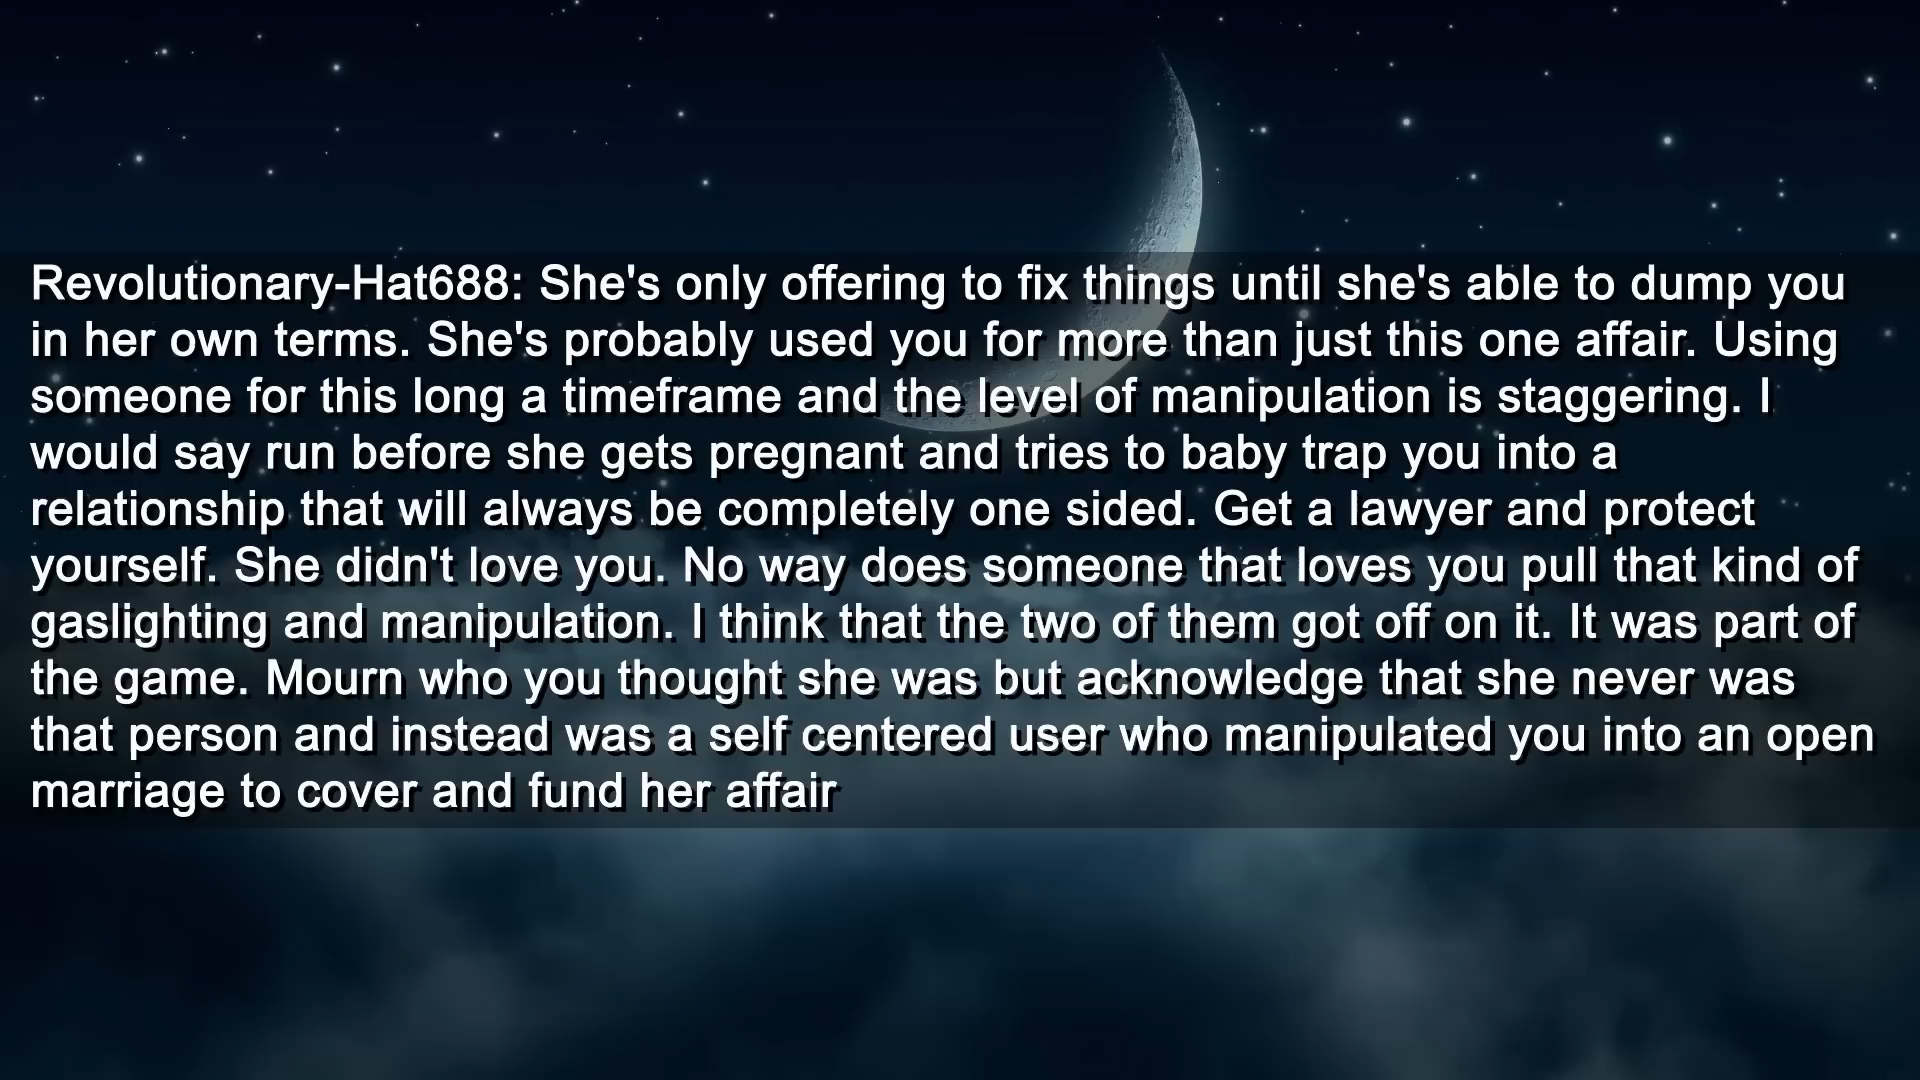 Revolutionary-Hat688: She's only offering to fix things until she's able to dump you
in her own terms. She's probably used you for more than just this one affair. Using
someone for this long a timeframe and the level of manipulation is staggering. I
would say run before she gets pregnant and tries to baby trap you into a
relationship that will always be completely one sided. Get a lawyer and protect
yourself. She didn't love you. No way does someone that loves you pull that kind of
gaslighting and manipulation. I think that the two of them got off on it. It was part of
the game. Mourn who you thought she was but acknowledge that she never was
that person and instead was a self centered user who manipulated you into an open
marriage to cover and fund her affair